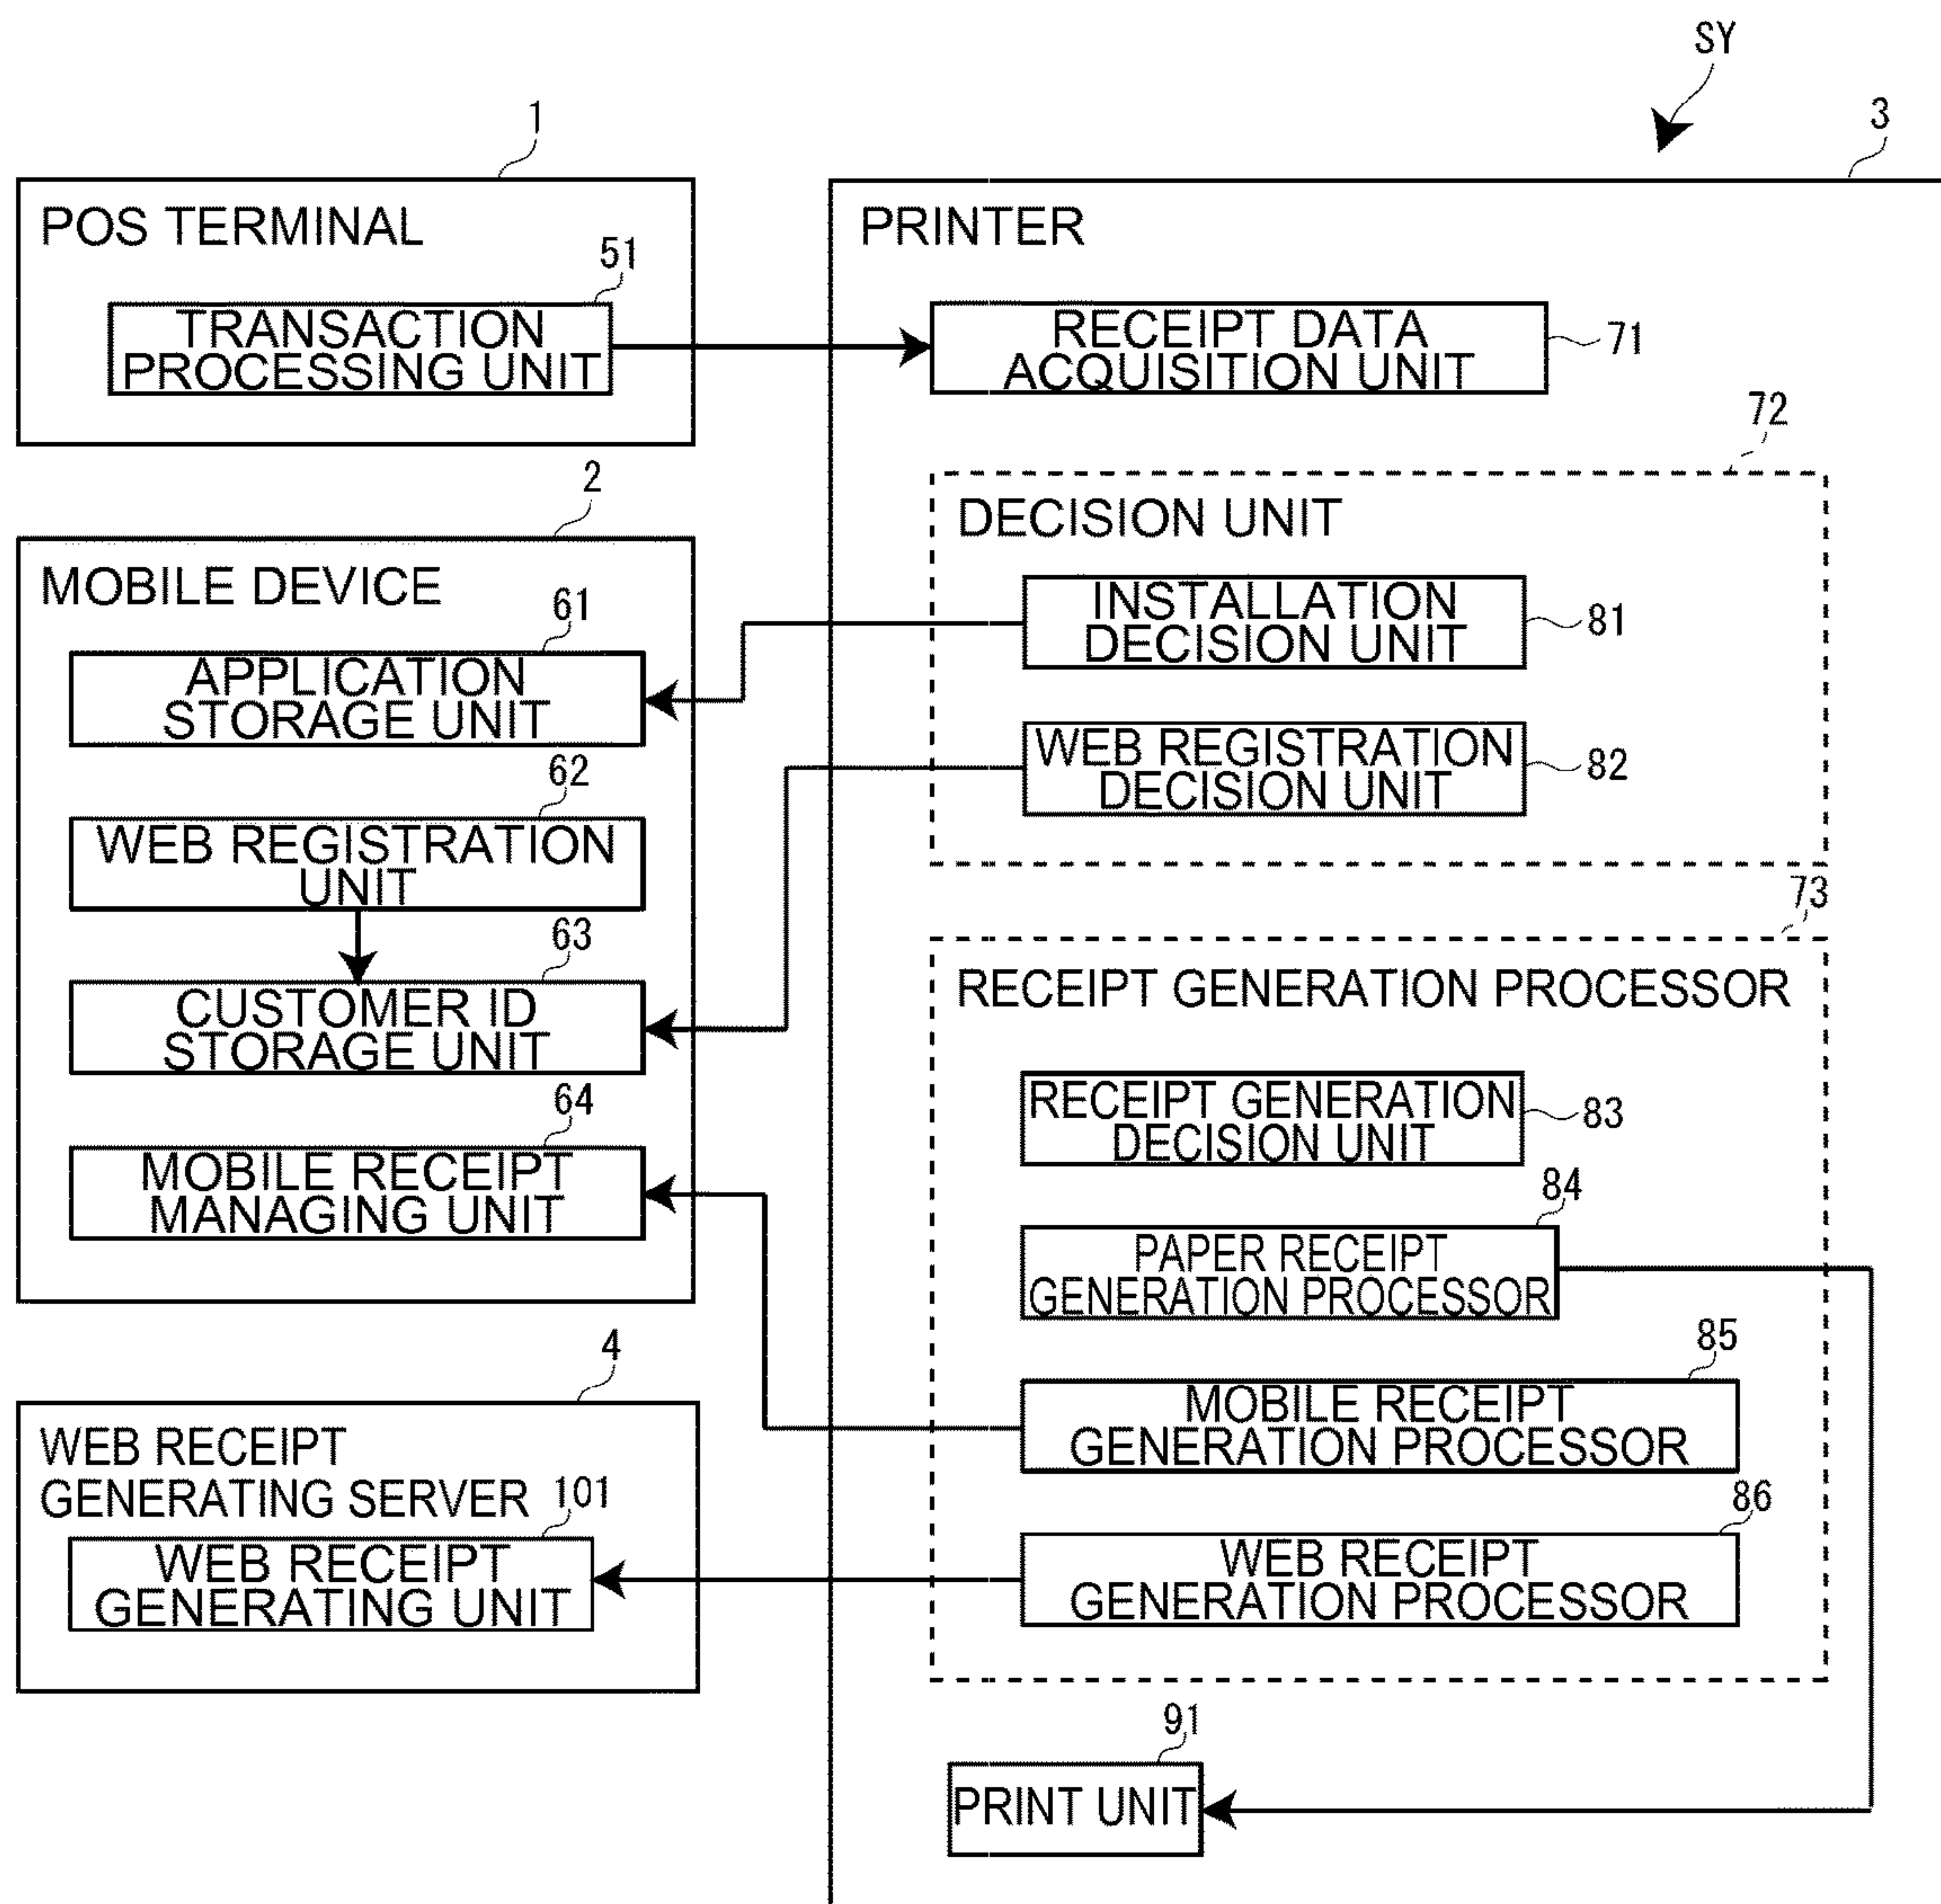 SY
1
POS TERMINAL
51
TRANSACTION
PROCESSING UNIT
2
MOBILE DEVICE
61
APPLICATION
STORAGE UNIT
62
WEB REGISTRATION
UNIT
63
CUSTOMER ID
STORAGE UNIT
64
MOBILE RECEIPT
MANAGING UNIT
4
WEB RECEIPT
GENERATING SERVER
101
WEB RECEIPT
GENERATING UNIT
3
PRINTER
RECEIPT DATA
ACQUISITION UNIT
71
72
DECISION UNIT
INSTALLATION
DECISION UNIT
81
WEB REGISTRATION
DECISION UNIT
82
73
RECEIPT GENERATION PROCESSOR
RECEIPT GENERATION
DECISION UNIT
83
84
PAPER RECEIPT
GENERATION PROCESSOR
85
MOBILE RECEIPT
GENERATION PROCESSOR
86
WEB RECEIPT
GENERATION PROCESSOR
91
PRINT UNIT